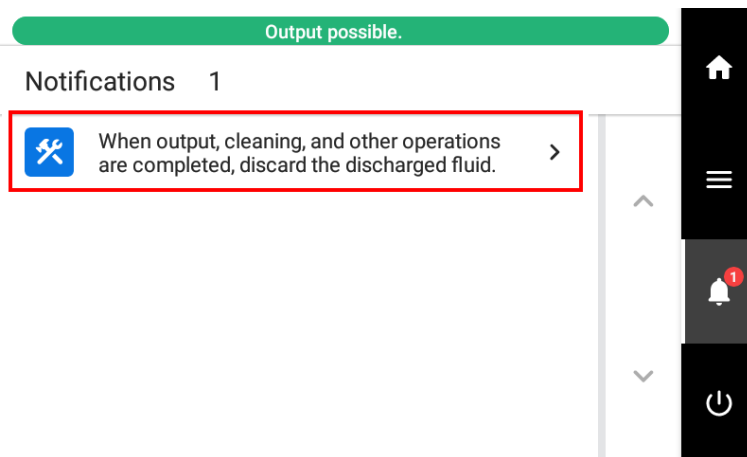 Output possible.
Notifications 1
When output, cleaning, and other operations
are completed, discard the discharged fluid.
1